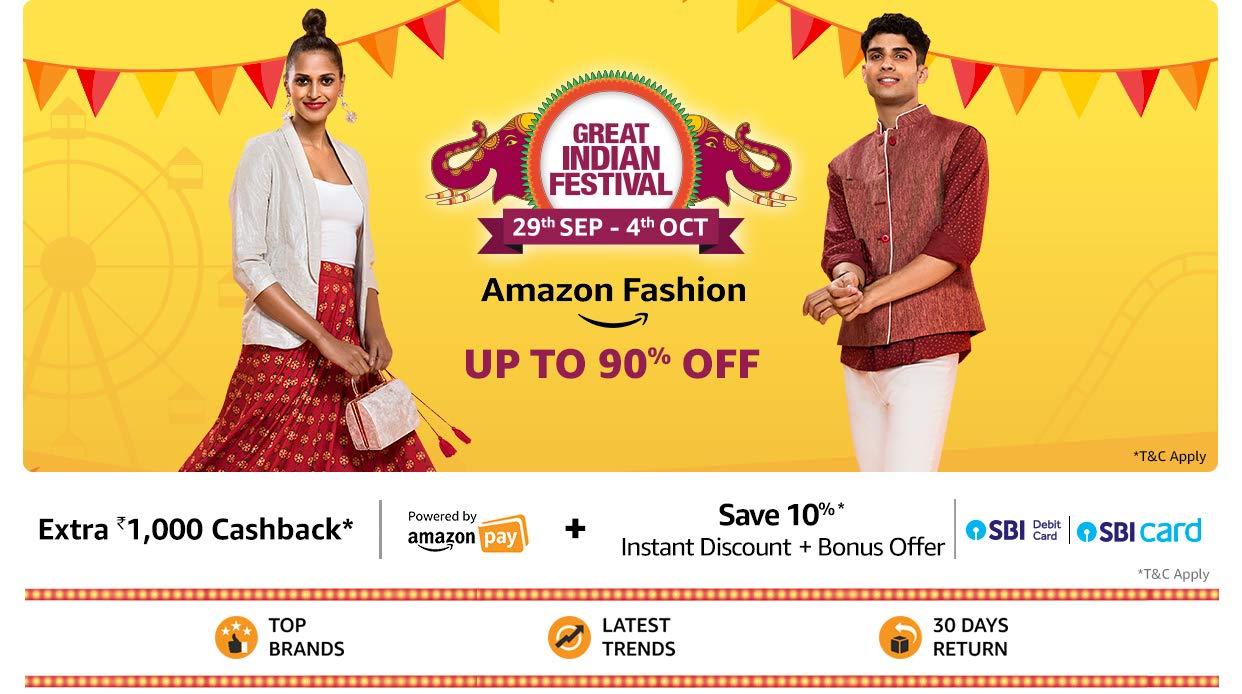 GREAT
INDIAN
FESTIVAL
29th SEP - 4th OCT
Amazon Fashion
UP TO 90% OFF
*T&C Apply
Extra ₹1,000 Cashback*
Powered by
amazon pay
+
Save 10%*
Instant Discount + Bonus Offer
SBI Debit Card
SBI card
*T&C Apply
TOP
BRANDS
LATEST
TRENDS
30 DAYS
RETURN